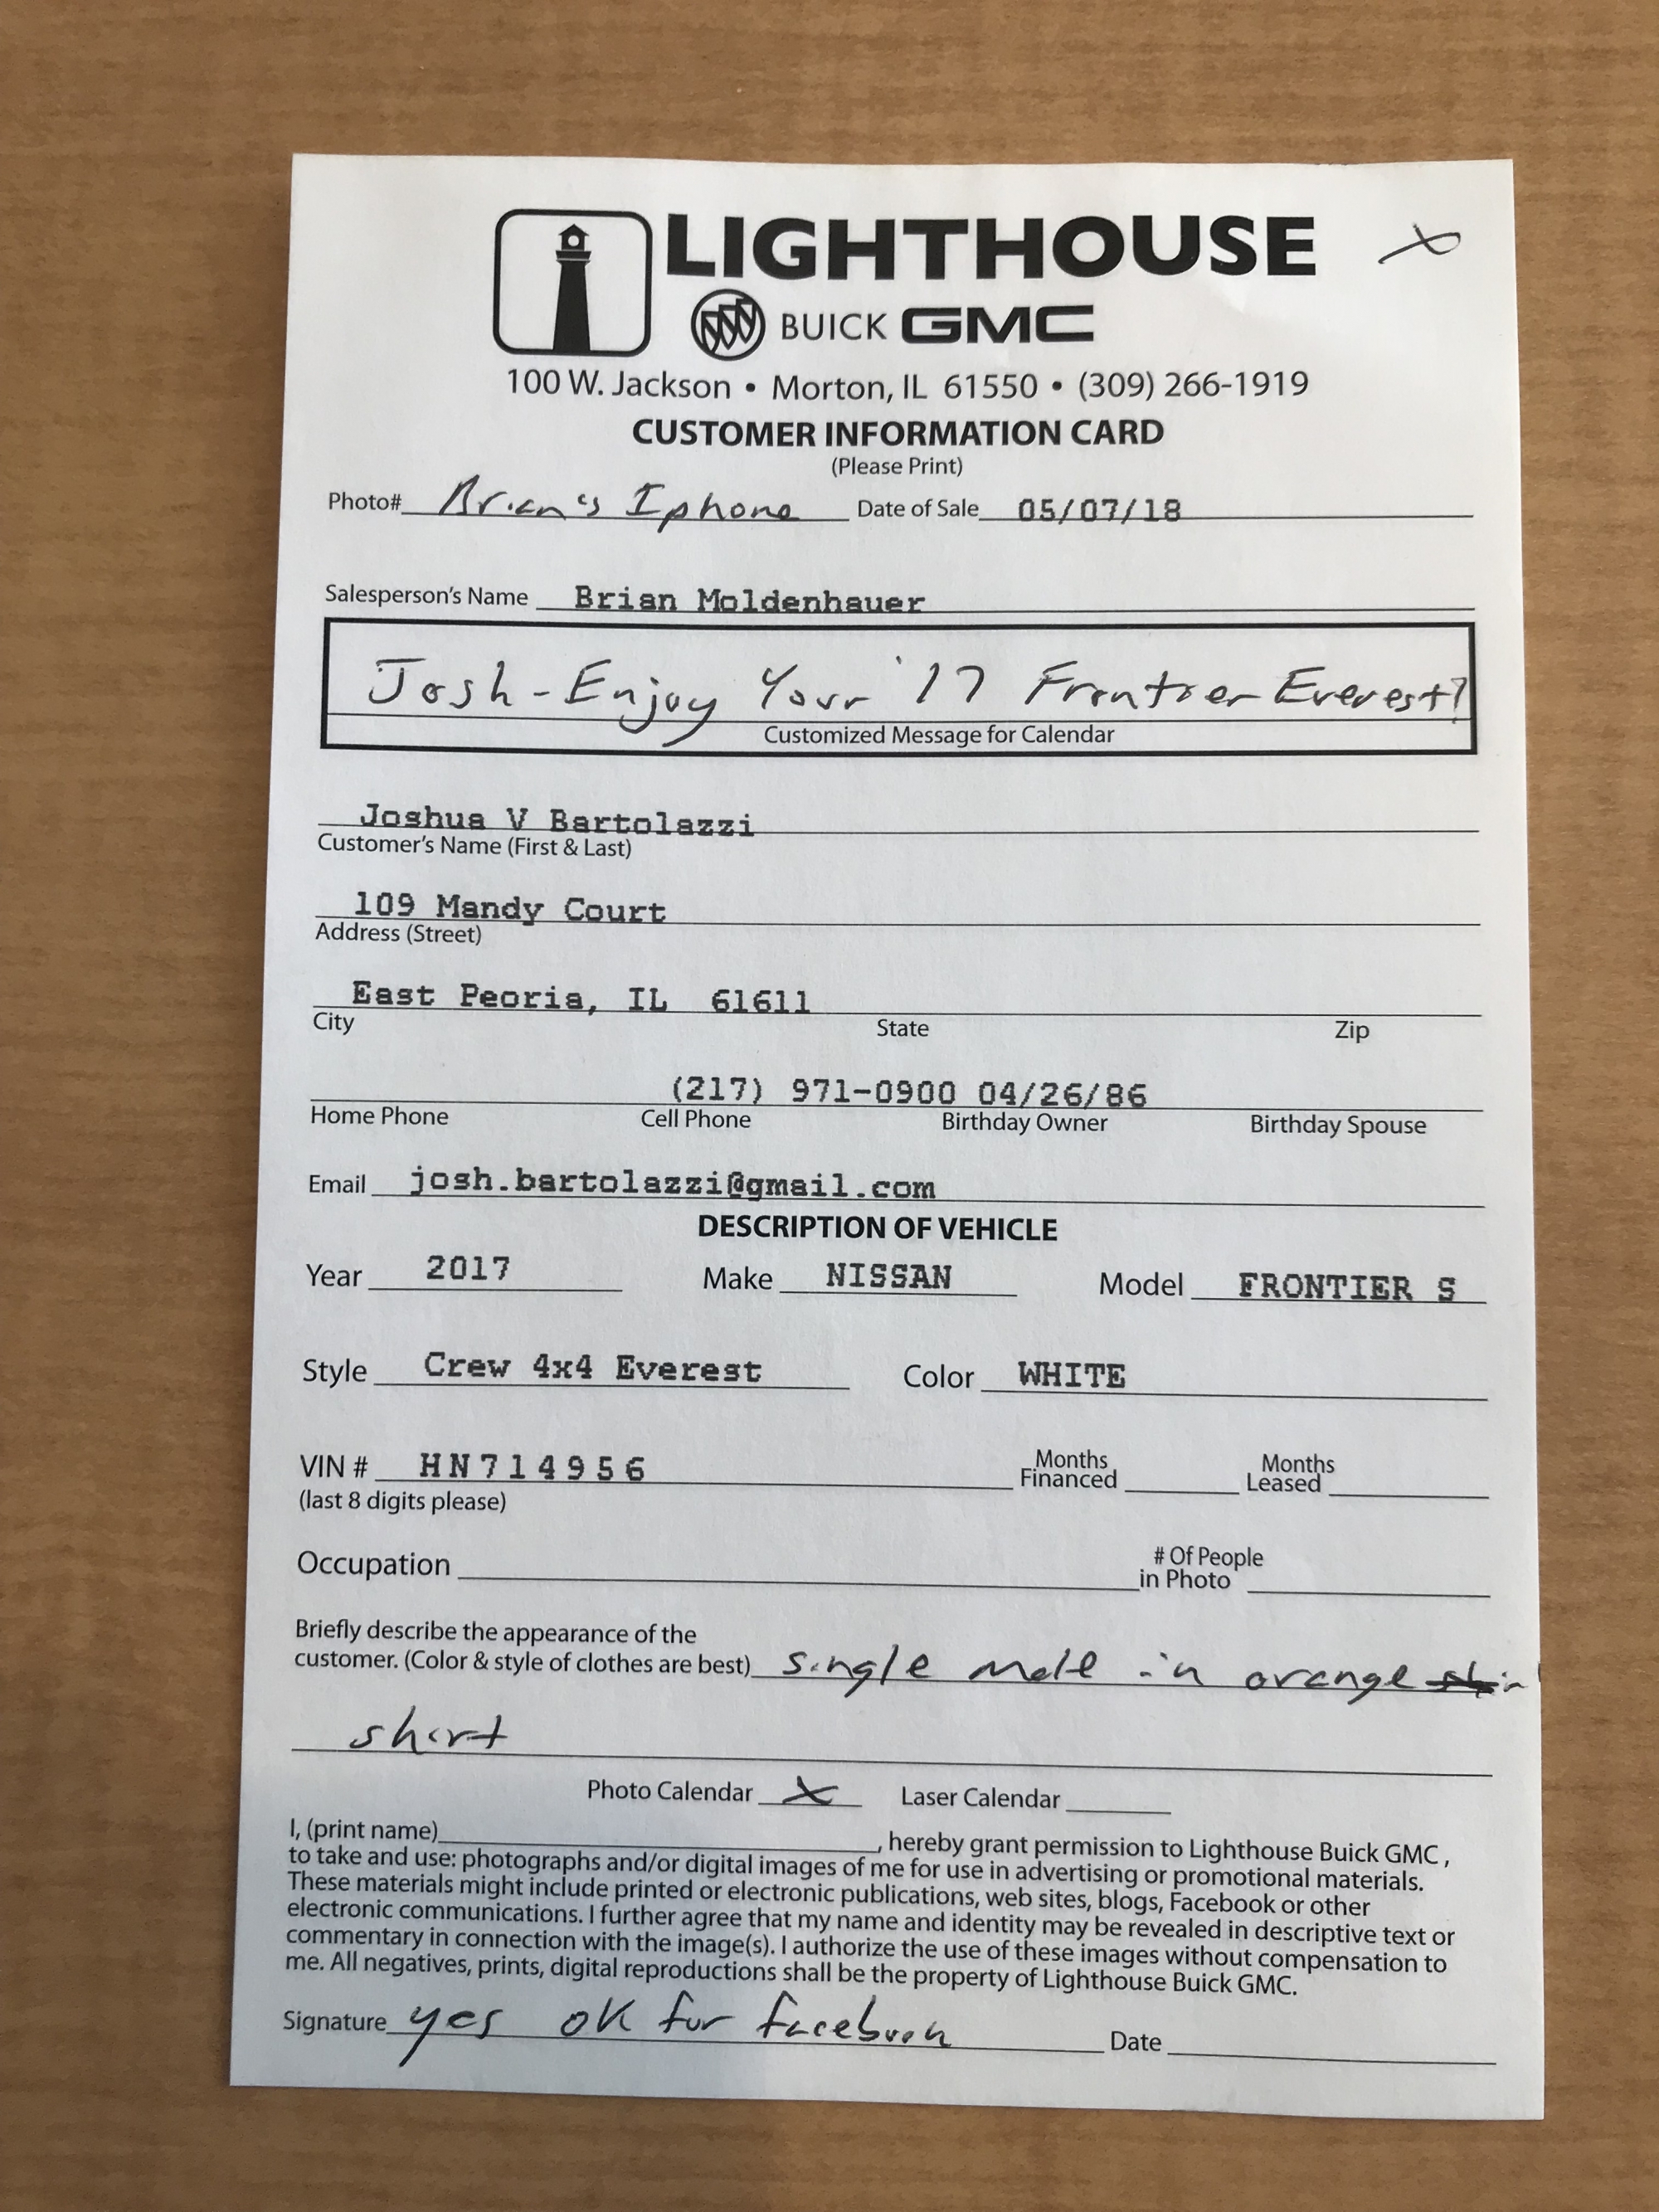 LIGHTHOUSE x
BUICK GMC
100 W. Jackson • Morton, IL 61550 • (309) 266-1919
CUSTOMER INFORMATION CARD
(Please Print)
Photo# Brian's Iphone Date of Sale 05/07/18
Salesperson's Name Brian Moldenhauer
Josh - Enjoy Your '17 Frontier Everest!
Customized Message for Calendar
Joshua V Bartolazzi
Customer's Name (First & Last)
109 Mandy Court
Address (Street)
East Peoria, IL 61611
City State Zip
(217) 971-0900 04/26/86
Home Phone Cell Phone Birthday Owner Birthday Spouse
Email josh.bartolazzi@gmail.com
DESCRIPTION OF VEHICLE
Year 2017 Make NISSAN Model FRONTIER S
Style Crew 4x4 Everest Color WHITE
VIN # HN714956 Months Financed Months Leased
(last 8 digits please)
Occupation # Of People in Photo
Briefly describe the appearance of the
customer. (Color & style of clothes are best) single male in orange
shirt
Photo Calendar x Laser Calendar
I, (print name), hereby grant permission to Lighthouse Buick GMC,
to take and use: photographs and/or digital images of me for use in advertising or promotional materials.
These materials might include printed or electronic publications, web sites, blogs, Facebook or other
electronic communications. I further agree that my name and identity may be revealed in descriptive text or
commentary in connection with the image(s). I authorize the use of these images without compensation to
me. All negatives, prints, digital reproductions shall be the property of Lighthouse Buick GMC.
Signature yes ok for facebook Date